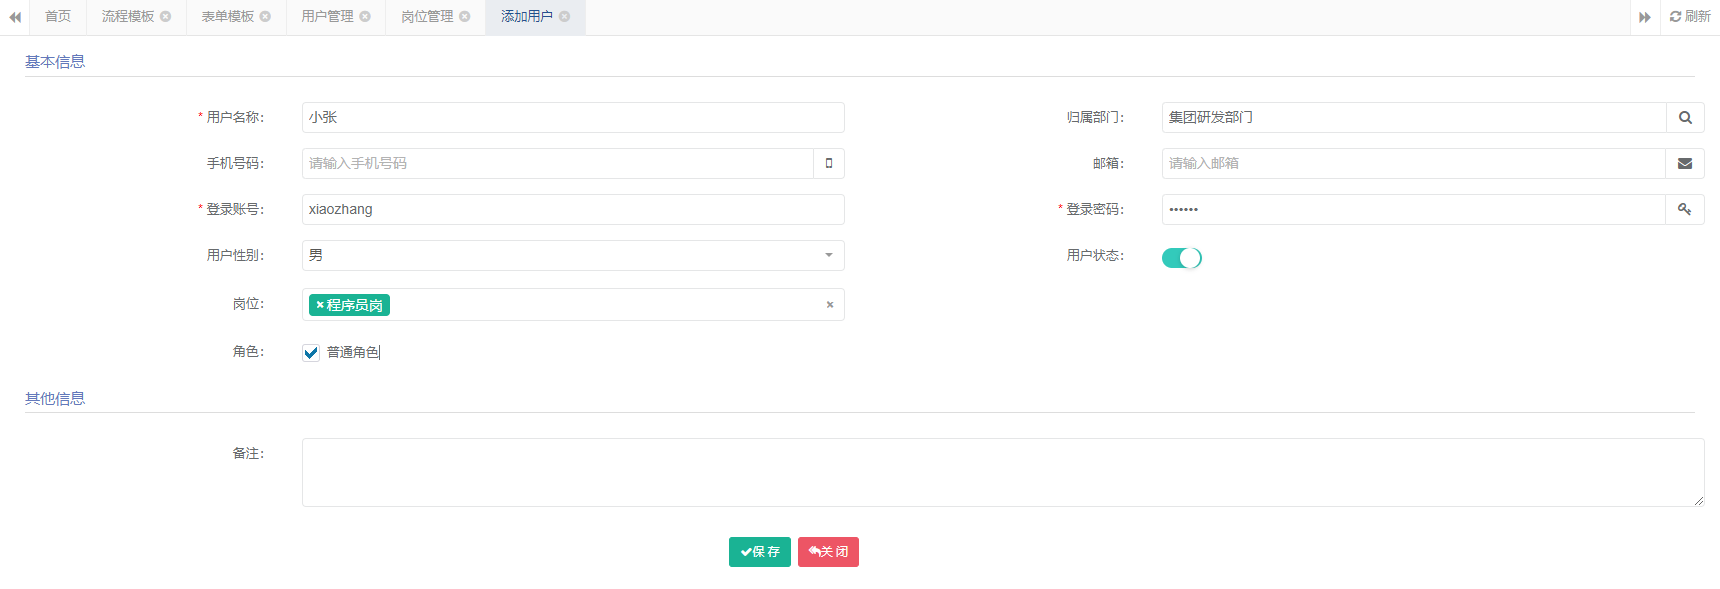 首页 流程模板 表单模板 用户管理 岗位管理 添加用户 刷新
基本信息
* 用户名称: 小张 归属部门: 集团研发部门
手机号码: 请输入手机号码 邮箱: 请输入邮箱
* 登录账号: xiaozhang * 登录密码: ••••••
用户性别: 男 用户状态:
岗位: × 程序员岗 ×
角色: 普通角色
其他信息
备注:
保存 关闭